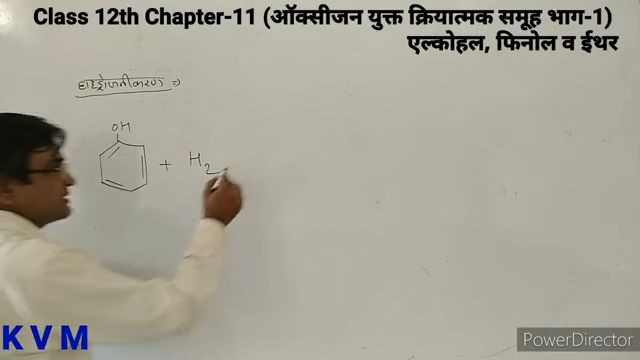 Class 12th Chapter-11 (ऑक्सीजन युक्त क्रियात्मक समूह भाग-1)
एल्कोहल, फिनोल व ईथर
हाइड्रोजनीकरण ⇒
OH
+ H2
K V M
PowerDirector